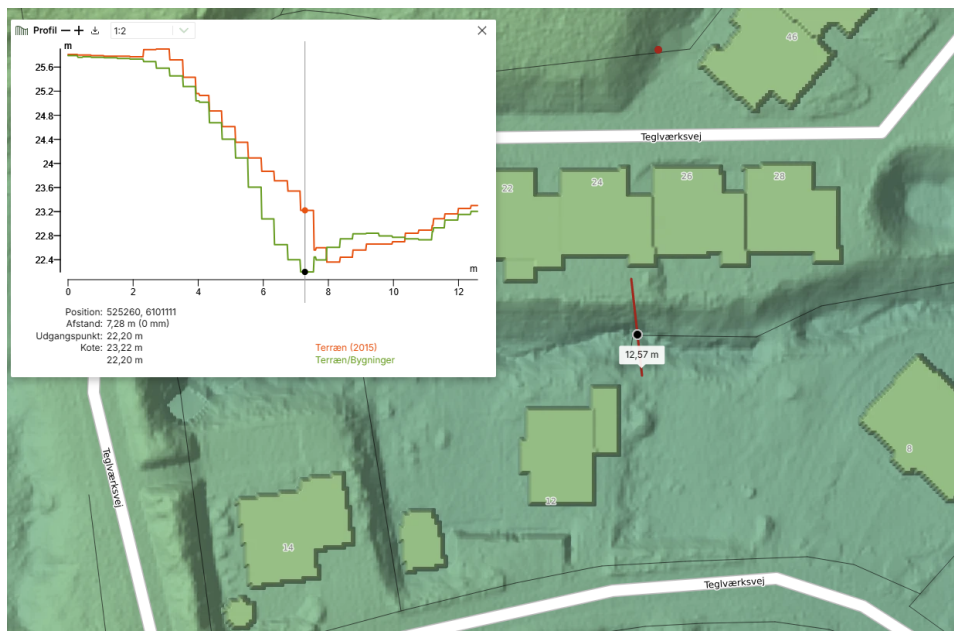 Profil
1:2
m
25.6
25.2
24.8
24.4
24
23.6
23.2
22.8
22.4
m
0
2
4
6
8
10
12
Position: 525260, 6101111
Afstand: 7,28 m (0 mm)
Udgangspunkt: 22,20 m
Kote: 23,22 m
22,20 m
Terræn (2015)
Terræn/Bygninger
46
Teglværksvej
22
24
26
28
12,57 m
Teglværksvej
8
12
14
Teglværksvej